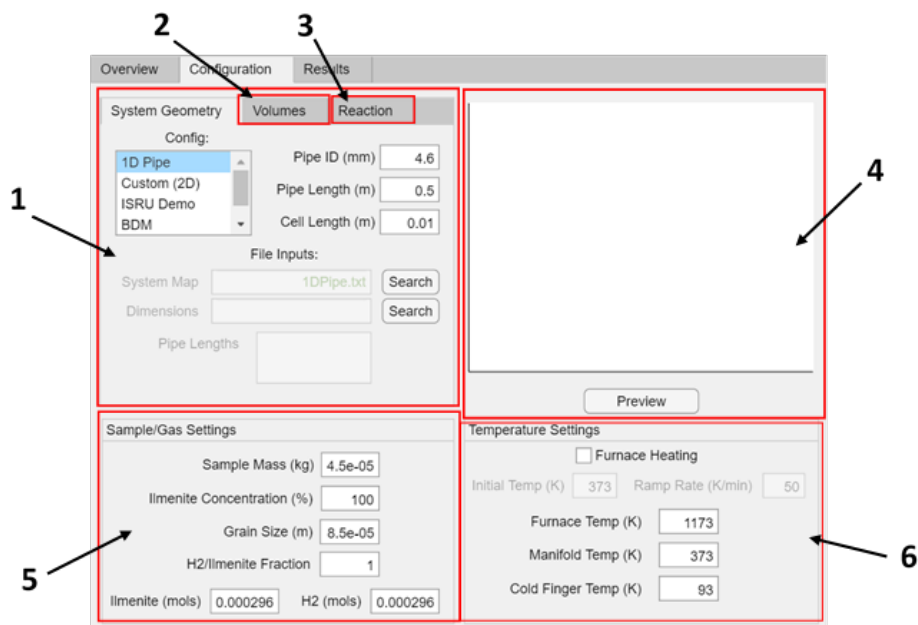 2
3
Overview Configuration Results
System Geometry Volumes Reaction
Config:
1D Pipe
Custom (2D)
ISRU Demo
BDM
Pipe ID (mm) 4.6
Pipe Length (m) 0.5
Cell Length (m) 0.01
1
4
File Inputs:
System Map 1DPipe.txt Search
Dimensions Search
Pipe Lengths
Preview
Sample/Gas Settings
Sample Mass (kg) 4.5e-05
Ilmenite Concentration (%) 100
Grain Size (m) 8.5e-05
H2/Ilmenite Fraction 1
Ilmenite (mols) 0.000296 H2 (mols) 0.000296
5
Temperature Settings
Furnace Heating
Initial Temp (K) 373 Ramp Rate (K/min) 50
Furnace Temp (K) 1173
Manifold Temp (K) 373
Cold Finger Temp (K) 93
6